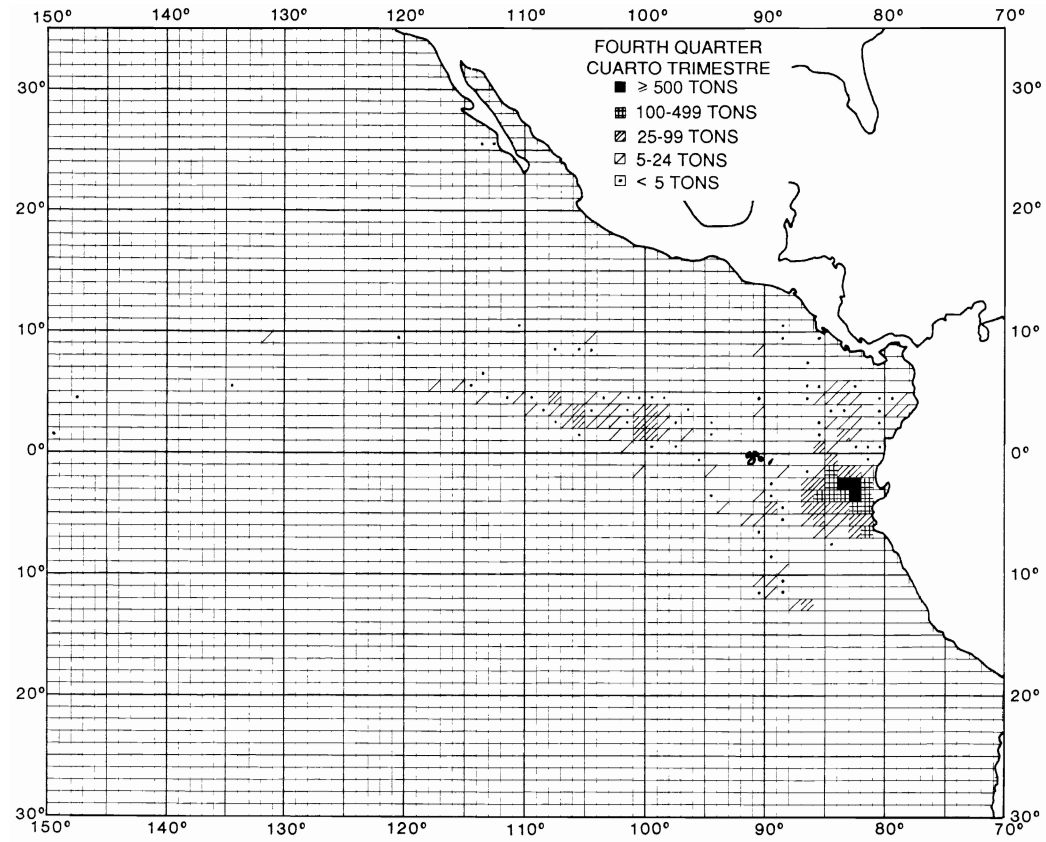 150° 140° 130° 120° 110° 100° 90° 80° 70°
FOURTH QUARTER
CUARTO TRIMESTRE
≥ 500 TONS
30° 30°
100-499 TONS
25-99 TONS
5-24 TONS
< 5 TONS
20° 20°
10° 10°
0° 0°
10° 10°
20° 20°
30° 30°
150° 140° 130° 120° 110° 100° 90° 80° 70°